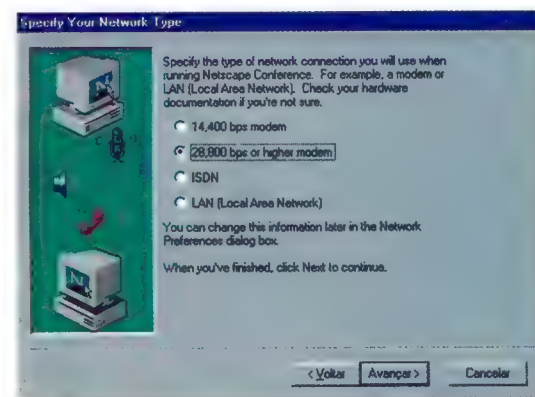 Specify Your Network Type
Specify the type of network connection you will use when
running Netscape Conference. For example, a modem or
LAN (Local Area Network). Check your hardware
documentation if you're not sure.
14,400 bps modem
28,800 bps or higher modem
ISDN
LAN (Local Area Network)
You can change this information later in the Network
Preferences dialog box.
When you've finished, click Next to continue.
N
N
< Voltar
Avançar >
Cancelar